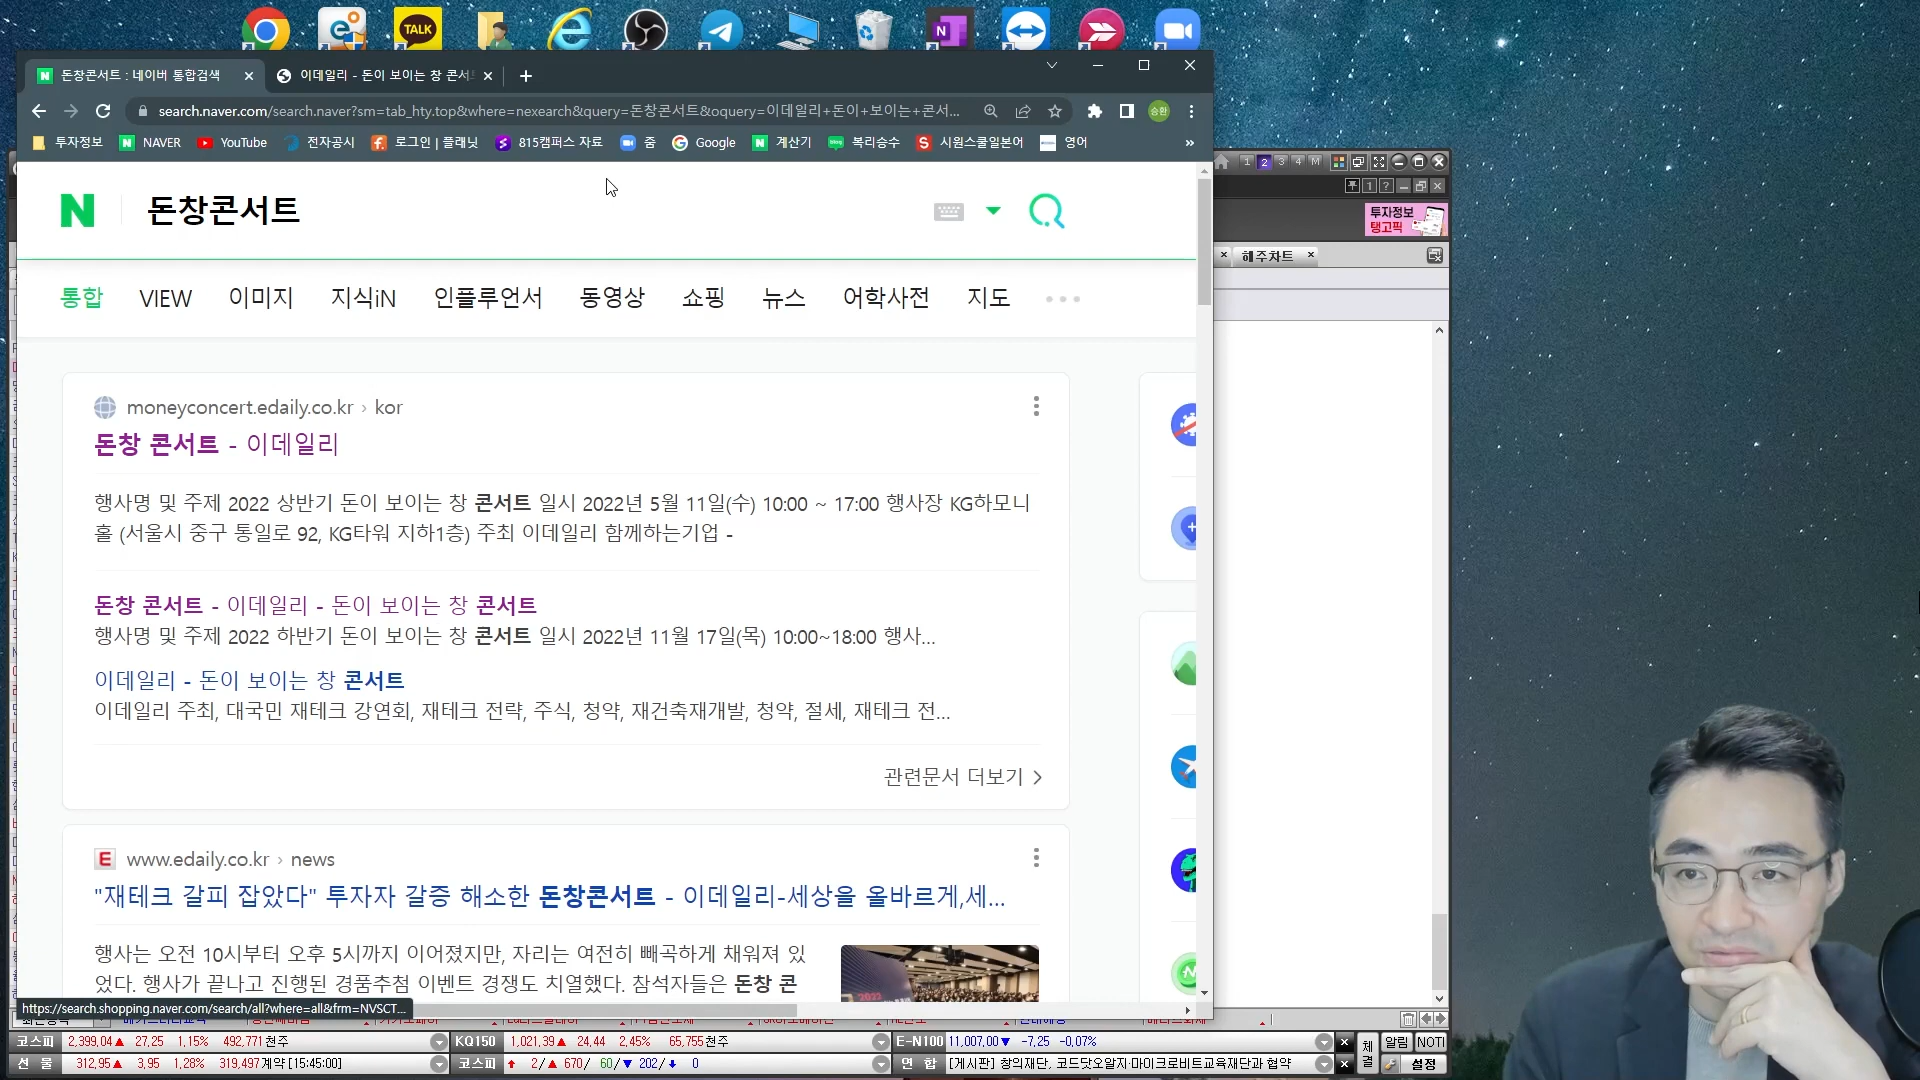 TALK
돈창콘서트 : 네이버 통합검색
이데일리 - 돈이 보이는 창 콘서
search.naver.com/search.naver?sm=tab_hty.top&where=nexearch&query=돈창콘서트&oquery=이데일리+돈이+보이는+콘서...
승환
투자정보
NAVER
YouTube
전자공시
로그인 | 플래닛
815캠퍼스 자료
줌
Google
계산기
복리승수
시원스쿨일본어
영어
»
1 2 3 4 M
투자정보
탱고픽
해주차트
N 돈창콘서트
통합 VIEW 이미지 지식iN 인플루언서 동영상 쇼핑 뉴스 어학사전 지도
moneyconcert.edaily.co.kr › kor
돈창 콘서트 - 이데일리
행사명 및 주제 2022 상반기 돈이 보이는 창 콘서트 일시 2022년 5월 11일(수) 10:00 ~ 17:00 행사장 KG하모니
홀 (서울시 중구 통일로 92, KG타워 지하1층) 주최 이데일리 함께하는기업 -
돈창 콘서트 - 이데일리 - 돈이 보이는 창 콘서트
행사명 및 주제 2022 하반기 돈이 보이는 창 콘서트 일시 2022년 11월 17일(목) 10:00~18:00 행사...
이데일리 - 돈이 보이는 창 콘서트
이데일리 주최, 대국민 재테크 강연회, 재테크 전략, 주식, 청약, 재건축재개발, 청약, 절세, 재테크 전...
관련문서 더보기 >
E www.edaily.co.kr › news
"재테크 갈피 잡았다" 투자자 갈증 해소한 돈창콘서트 - 이데일리-세상을 올바르게,세...
행사는 오전 10시부터 오후 5시까지 이어졌지만, 자리는 여전히 빼곡하게 채워져 있
었다. 행사가 끝나고 진행된 경품추첨 이벤트 경쟁도 치열했다. 참석자들은 돈창 콘
https://search.shopping.naver.com/search/all?where=all&frm=NVSCT...
코스피 2,399,04▲ 27,25 1,15% 492,771천주 KQ150 1,021,39▲ 24,44 2,45% 65,755천주 E-N100 11,007,00▼ -7,25 -0,07% 체결 알림 NOTI
선 물 312,95▲ 3,95 1,28% 319,497계약 [15:45:00] 코스피 ↑ 2/▲ 670/ 60/▼ 202/↓ 0 연 합 [게시판] 창의재단, 코드닷오알지·마이크로비트교육재단과 협약 설정